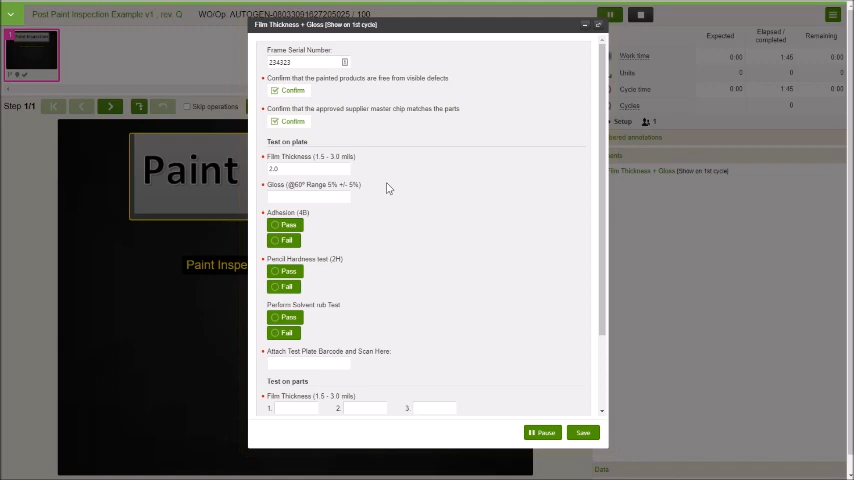 Post Paint Inspection Example v1 , rev
WO/Op: AUTOGEN-08033091627205025 / 100
Film Thickness + Gloss [Show on 1st cycle]
Expected
Elapsed / completed
Remaining
Work time
0:00
1:45
0:00
Units
0
0
Cycle time
0:00
1:45
0:00
Cycles
0
Setup
1
Step 1/1
Skip operations
Paint
Paint Inspe
Frame Serial Number:
234323
Confirm that the painted products are free from visible defects
Confirm
Confirm that the approved supplier master chip matches the parts
Confirm
Test on plate
Film Thickness (1.5 - 3.0 mils)
2.0
Gloss (@60º Range 5% +/- 5%)
Adhesion (4B)
Pass
Fail
Pencil Hardness test (2H)
Pass
Fail
Perform Solvent rub Test
Pass
Fail
Attach Test Plate Barcode and Scan Here:
Test on parts
Film Thickness (1.5 - 3.0 mils)
1.
2.
3.
Pause
Save
ered annotations
ents
Film Thickness + Gloss [Show on 1st cycle]
Data